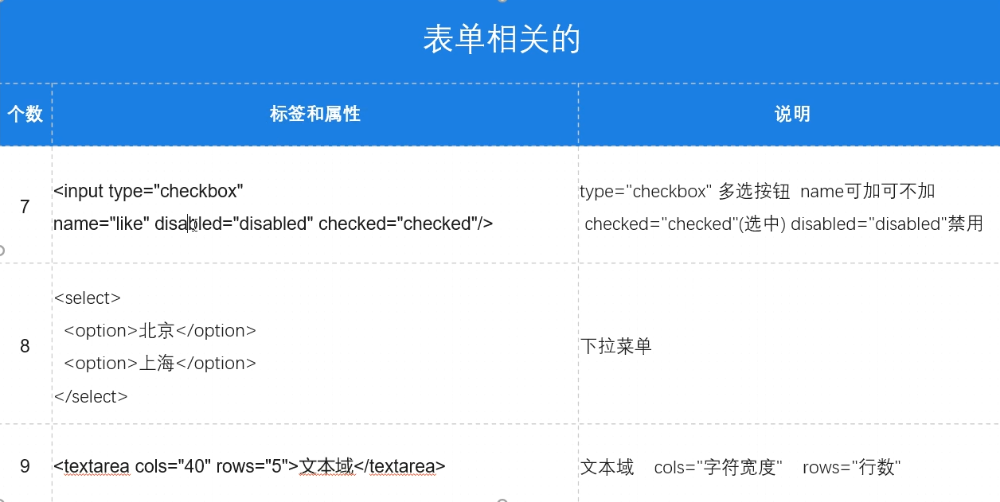 表单相关的
个数 标签和属性 说明
7 <input type="checkbox" name="like" disabled="disabled" checked="checked"/> type="checkbox" 多选按钮 name可加可不加 checked="checked"(选中) disabled="disabled"禁用
8 <select>
<option>北京</option>
<option>上海</option>
</select>
下拉菜单
9 <textarea cols="40" rows="5">文本域</textarea> 文本域 cols="字符宽度" rows="行数"